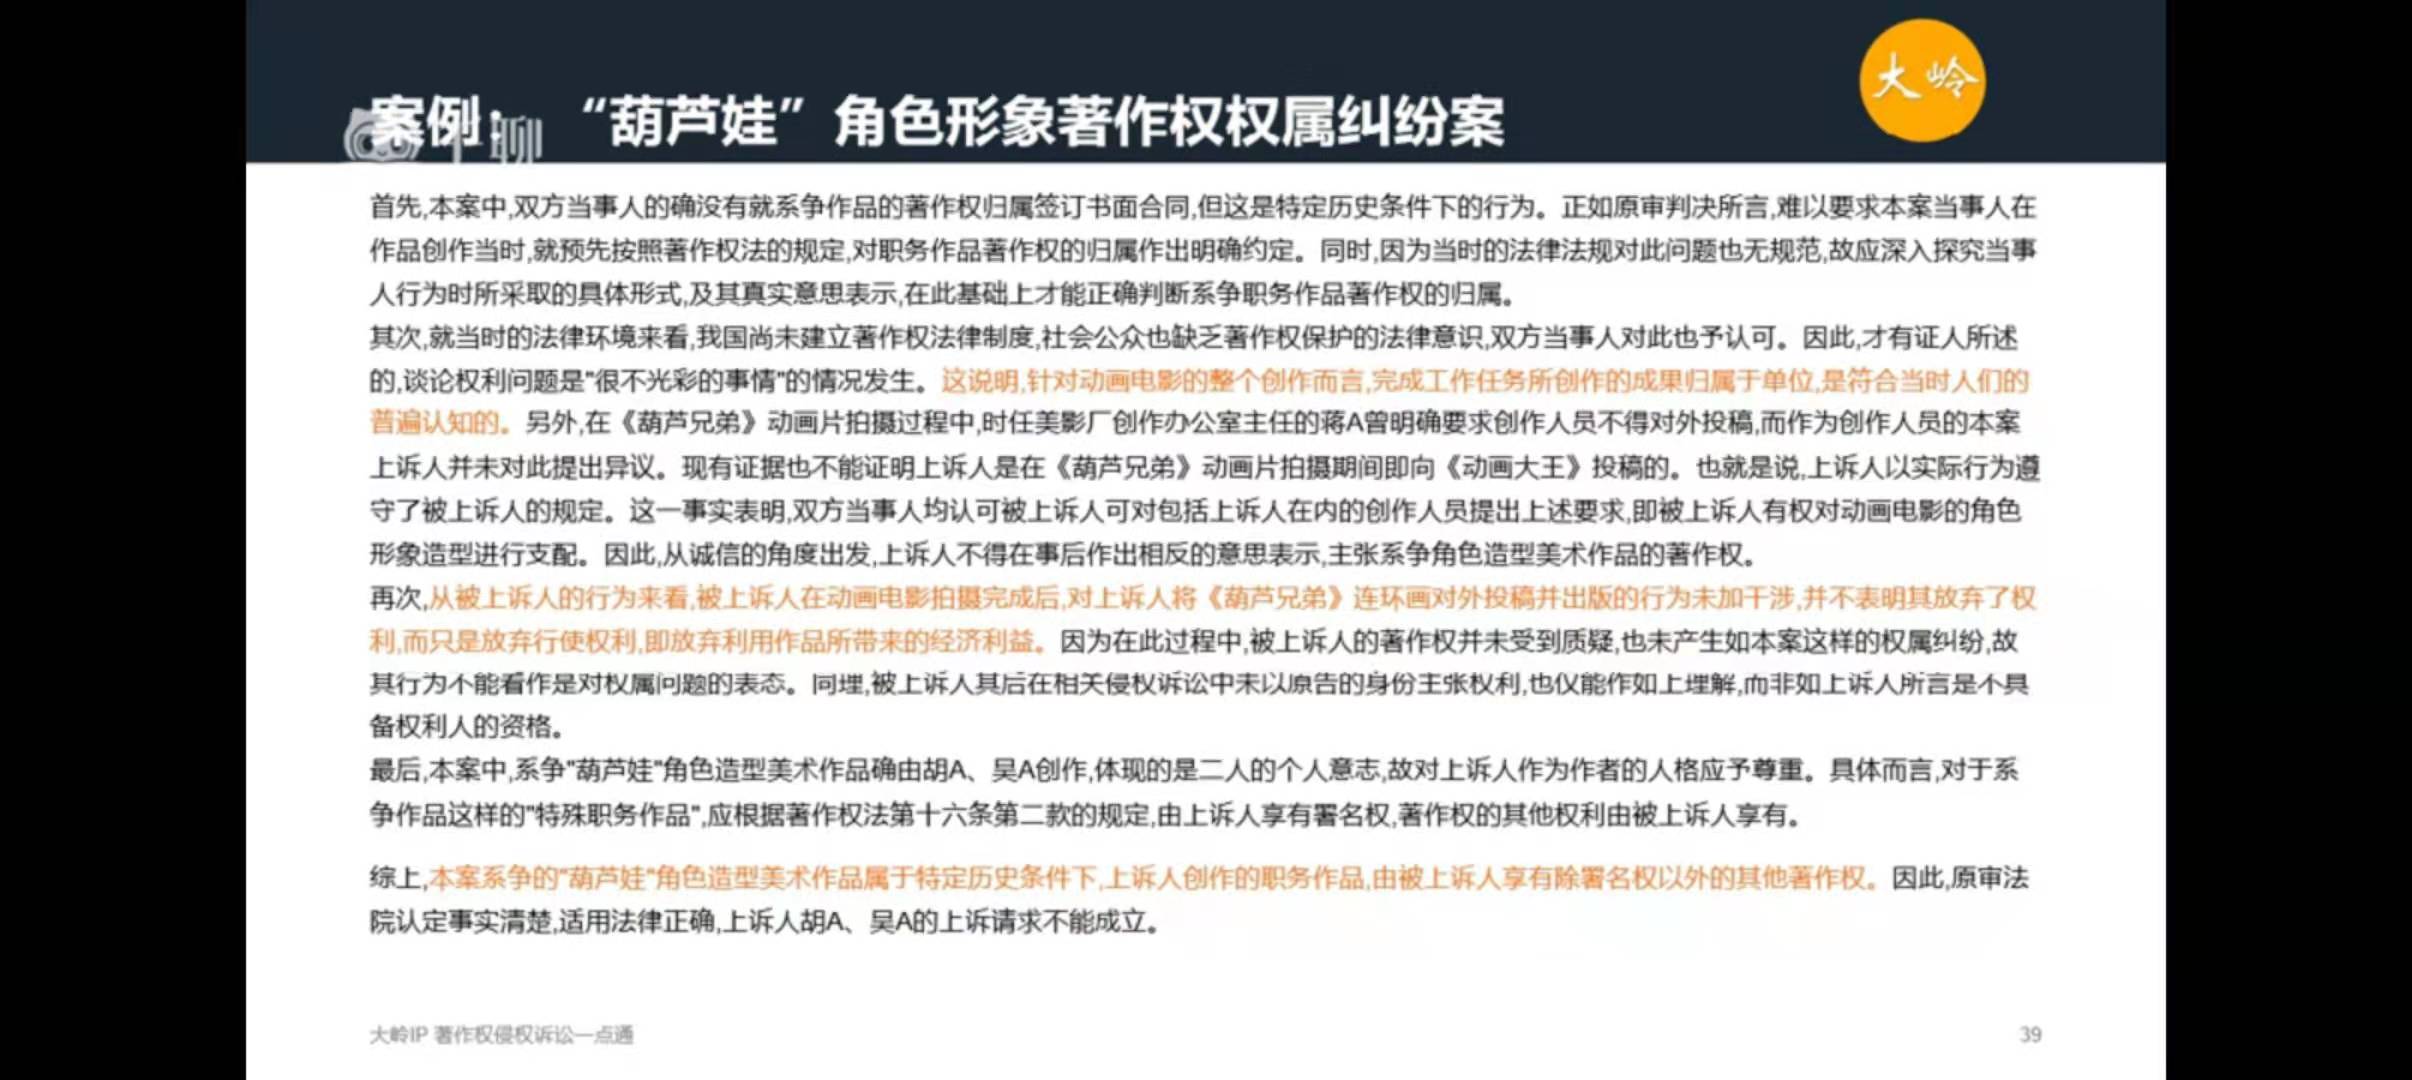 大岭
案例：“葫芦娃”角色形象著作权权属纠纷案
聊
首先,本案中,双方当事人的确没有就系争作品的著作权归属签订书面合同,但这是特定历史条件下的行为。正如原审判决所言,难以要求本案当事人在
作品创作当时,就预先按照著作权法的规定,对职务作品著作权的归属作出明确约定。同时,因为当时的法律法规对此问题也无规范,故应深入探究当事
人行为时所采取的具体形式,及其真实意思表示,在此基础上才能正确判断系争职务作品著作权的归属。
其次,就当时的法律环境来看,我国尚未建立著作权法律制度,社会公众也缺乏著作权保护的法律意识,双方当事人对此也予认可。因此,才有证人所述
的,谈论权利问题是"很不光彩的事情"的情况发生。这说明,针对动画电影的整个创作而言,完成工作任务所创作的成果归属于单位,是符合当时人们的
普遍认知的。另外,在《葫芦兄弟》动画片拍摄过程中,时任美影厂创作办公室主任的蒋A曾明确要求创作人员不得对外投稿,而作为创作人员的本案
上诉人并未对此提出异议。现有证据也不能证明上诉人是在《葫芦兄弟》动画片拍摄期间即向《动画大王》投稿的。也就是说,上诉人以实际行为遵
守了被上诉人的规定。这一事实表明,双方当事人均认可被上诉人可对包括上诉人在内的创作人员提出上述要求,即被上诉人有权对动画电影的角色
形象造型进行支配。因此,从诚信的角度出发,上诉人不得在事后作出相反的意思表示,主张系争角色造型美术作品的著作权。
再次,从被上诉人的行为来看,被上诉人在动画电影拍摄完成后,对上诉人将《葫芦兄弟》连环画对外投稿并出版的行为未加干涉,并不表明其放弃了权
利,而只是放弃行使权利,即放弃利用作品所带来的经济利益。因为在此过程中,被上诉人的著作权并未受到质疑,也未产生如本案这样的权属纠纷,故
其行为不能看作是对权属问题的表态。同理,被上诉人其后在相关侵权诉讼中未以原告的身份主张权利,也仅能作如上理解,而非如上诉人所言是不具
备权利人的资格。
最后,本案中,系争"葫芦娃"角色造型美术作品确由胡A、吴A创作,体现的是二人的个人意志,故对上诉人作为作者的人格应予尊重。具体而言,对于系
争作品这样的"特殊职务作品",应根据著作权法第十六条第二款的规定,由上诉人享有署名权,著作权的其他权利由被上诉人享有。
综上,本案系争的"葫芦娃"角色造型美术作品属于特定历史条件下,上诉人创作的职务作品,由被上诉人享有除署名权以外的其他著作权。因此,原审法
院认定事实清楚,适用法律正确,上诉人胡A、吴A的上诉请求不能成立。
大岭IP 著作权侵权诉讼一点通
39